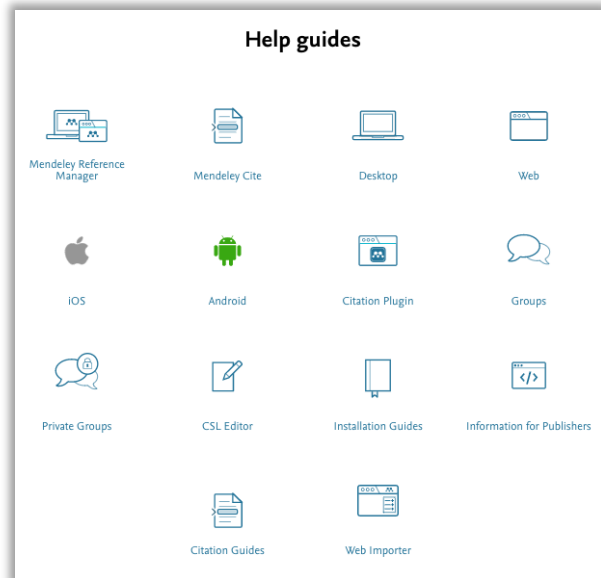 Help guides
Mendeley Reference
Manager
Mendeley Cite
Desktop
Web
iOS
Android
Citation Plugin
Groups
Private Groups
CSL Editor
Installation Guides
Information for Publishers
Citation Guides
Web Importer